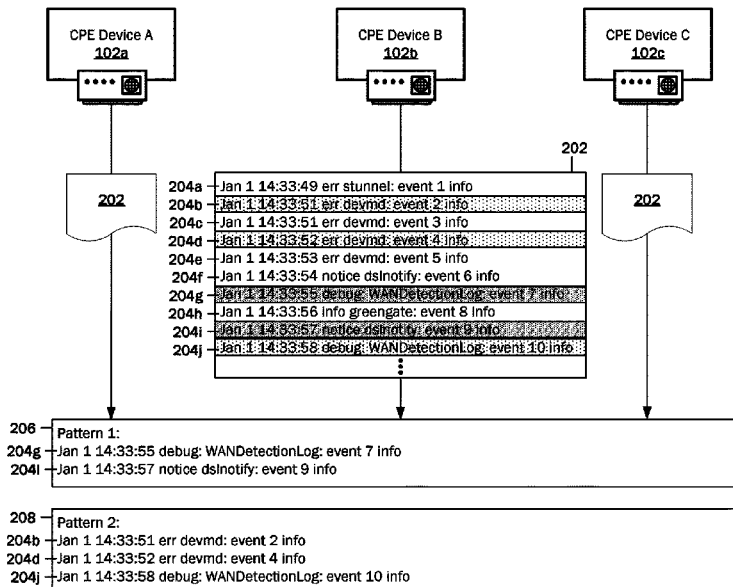 CPE Device A
102a
CPE Device B
102b
CPE Device C
102c
202
202
202
204a Jan 1 14:33:49 err stunnel: event 1 info
204b Jan 1 14:33:51 err devmd: event 2 info
204c Jan 1 14:33:51 err devmd: event 3 info
204d Jan 1 14:33:52 err devmd: event 4 info
204e Jan 1 14:33:53 err devmd: event 5 info
204f Jan 1 14:33:54 notice dslnotify: event 6 info
204g Jan 1 14:33:55 debug: WANDetectionLog: event 7 info
204h Jan 1 14:33:56 info greengate: event 8 info
204i Jan 1 14:33:57 notice dslnotify: event 9 info
204j Jan 1 14:33:58 debug: WANDetectionLog: event 10 info
206 Pattern 1:
204g Jan 1 14:33:55 debug: WANDetectionLog: event 7 info
204i Jan 1 14:33:57 notice dslnotify: event 9 info
208 Pattern 2:
204b Jan 1 14:33:51 err devmd: event 2 info
204d Jan 1 14:33:52 err devmd: event 4 info
204j Jan 1 14:33:58 debug: WANDetectionLog: event 10 info